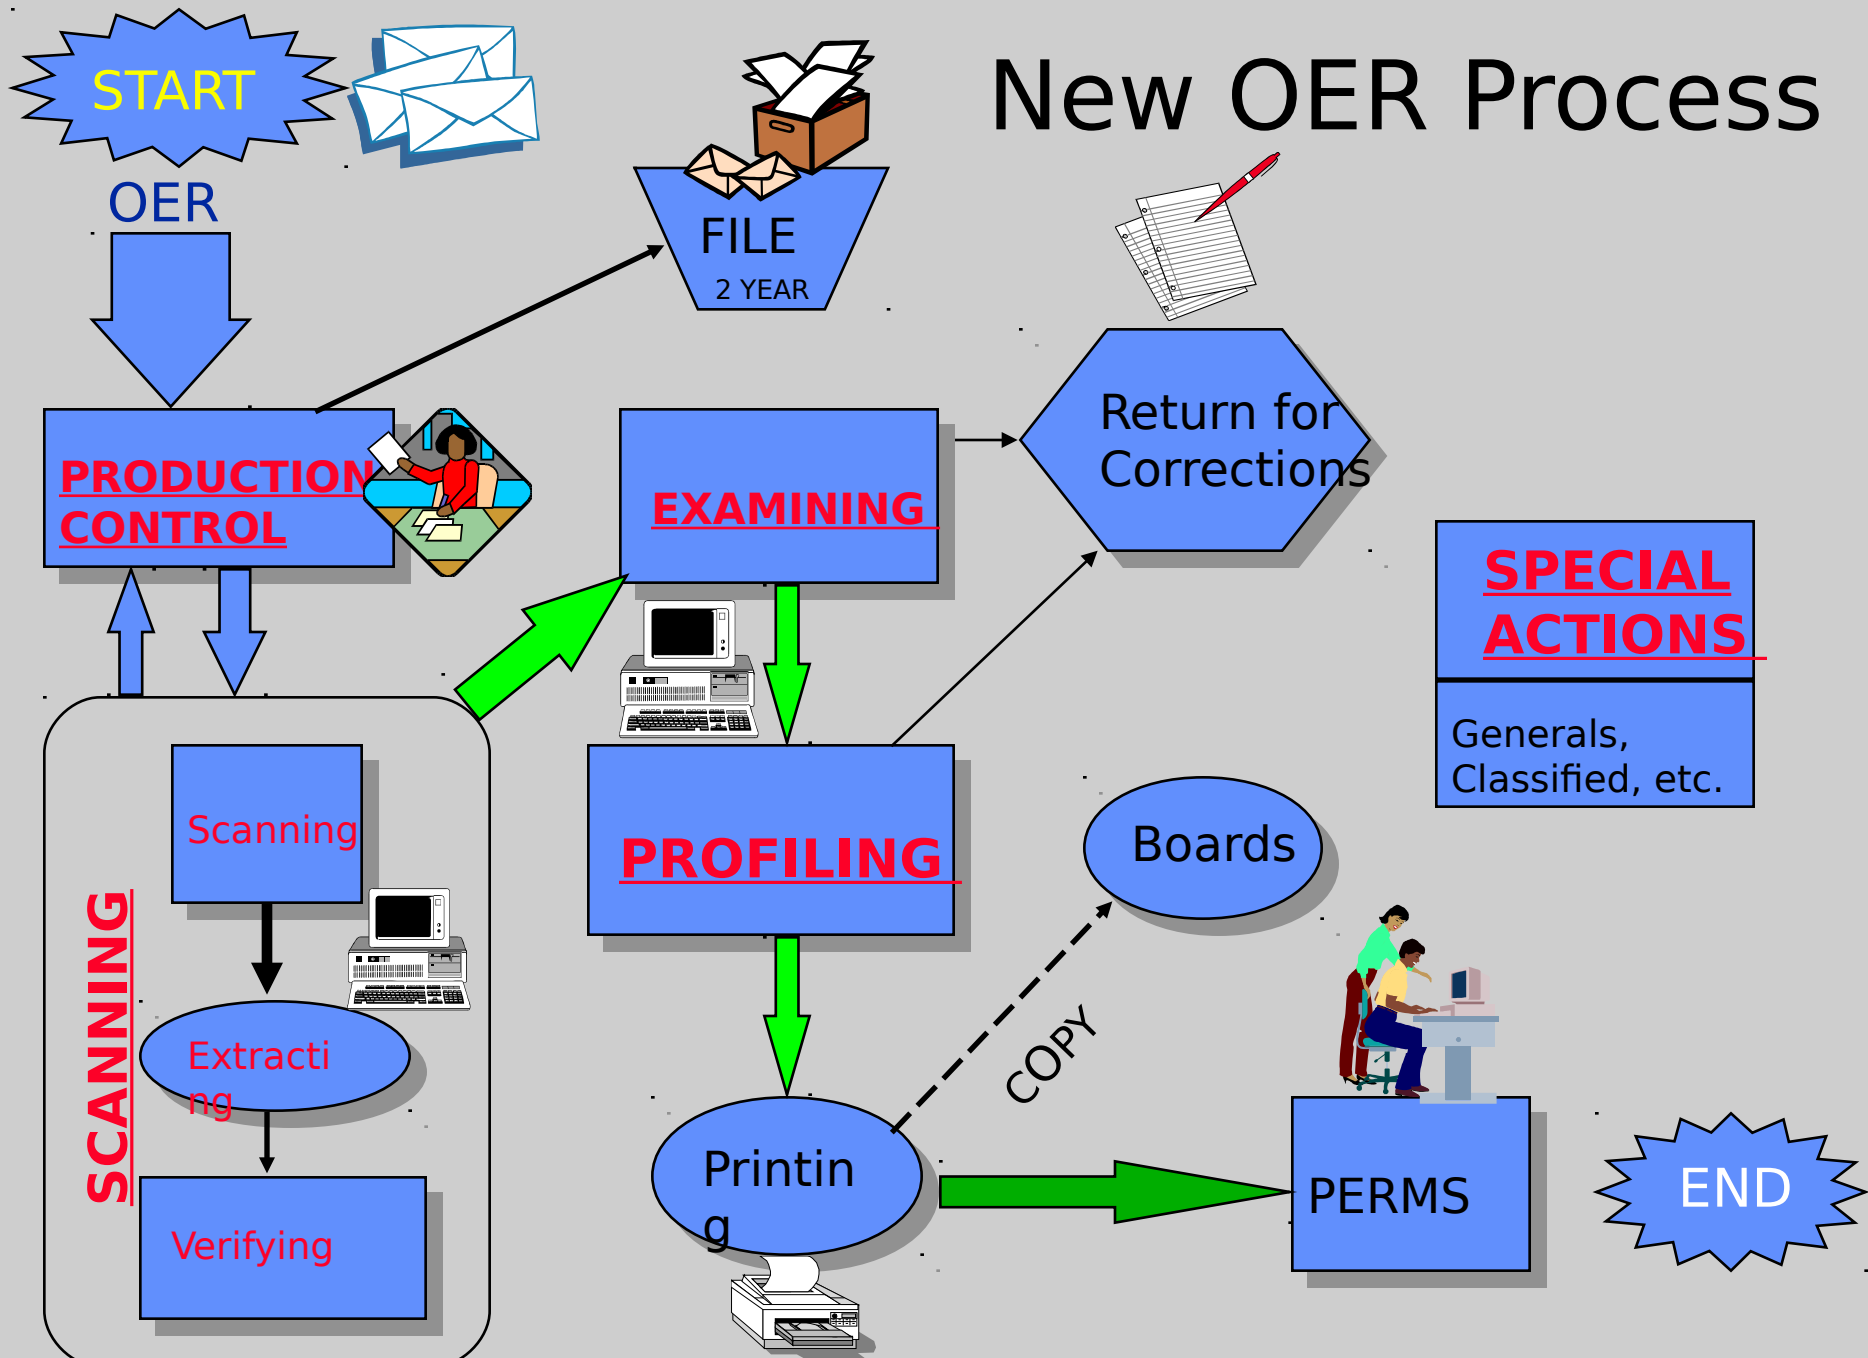 START
New OER Process
OER
FILE
2 YEAR
PRODUCTION
CONTROL
EXAMINING
Return for
Corrections
SPECIAL
ACTIONS
Generals,
Classified, etc.
SCANNING
Scanning
Extracti
ng
Verifying
PROFILING
Boards
COPY
Printin
g
PERMS
END